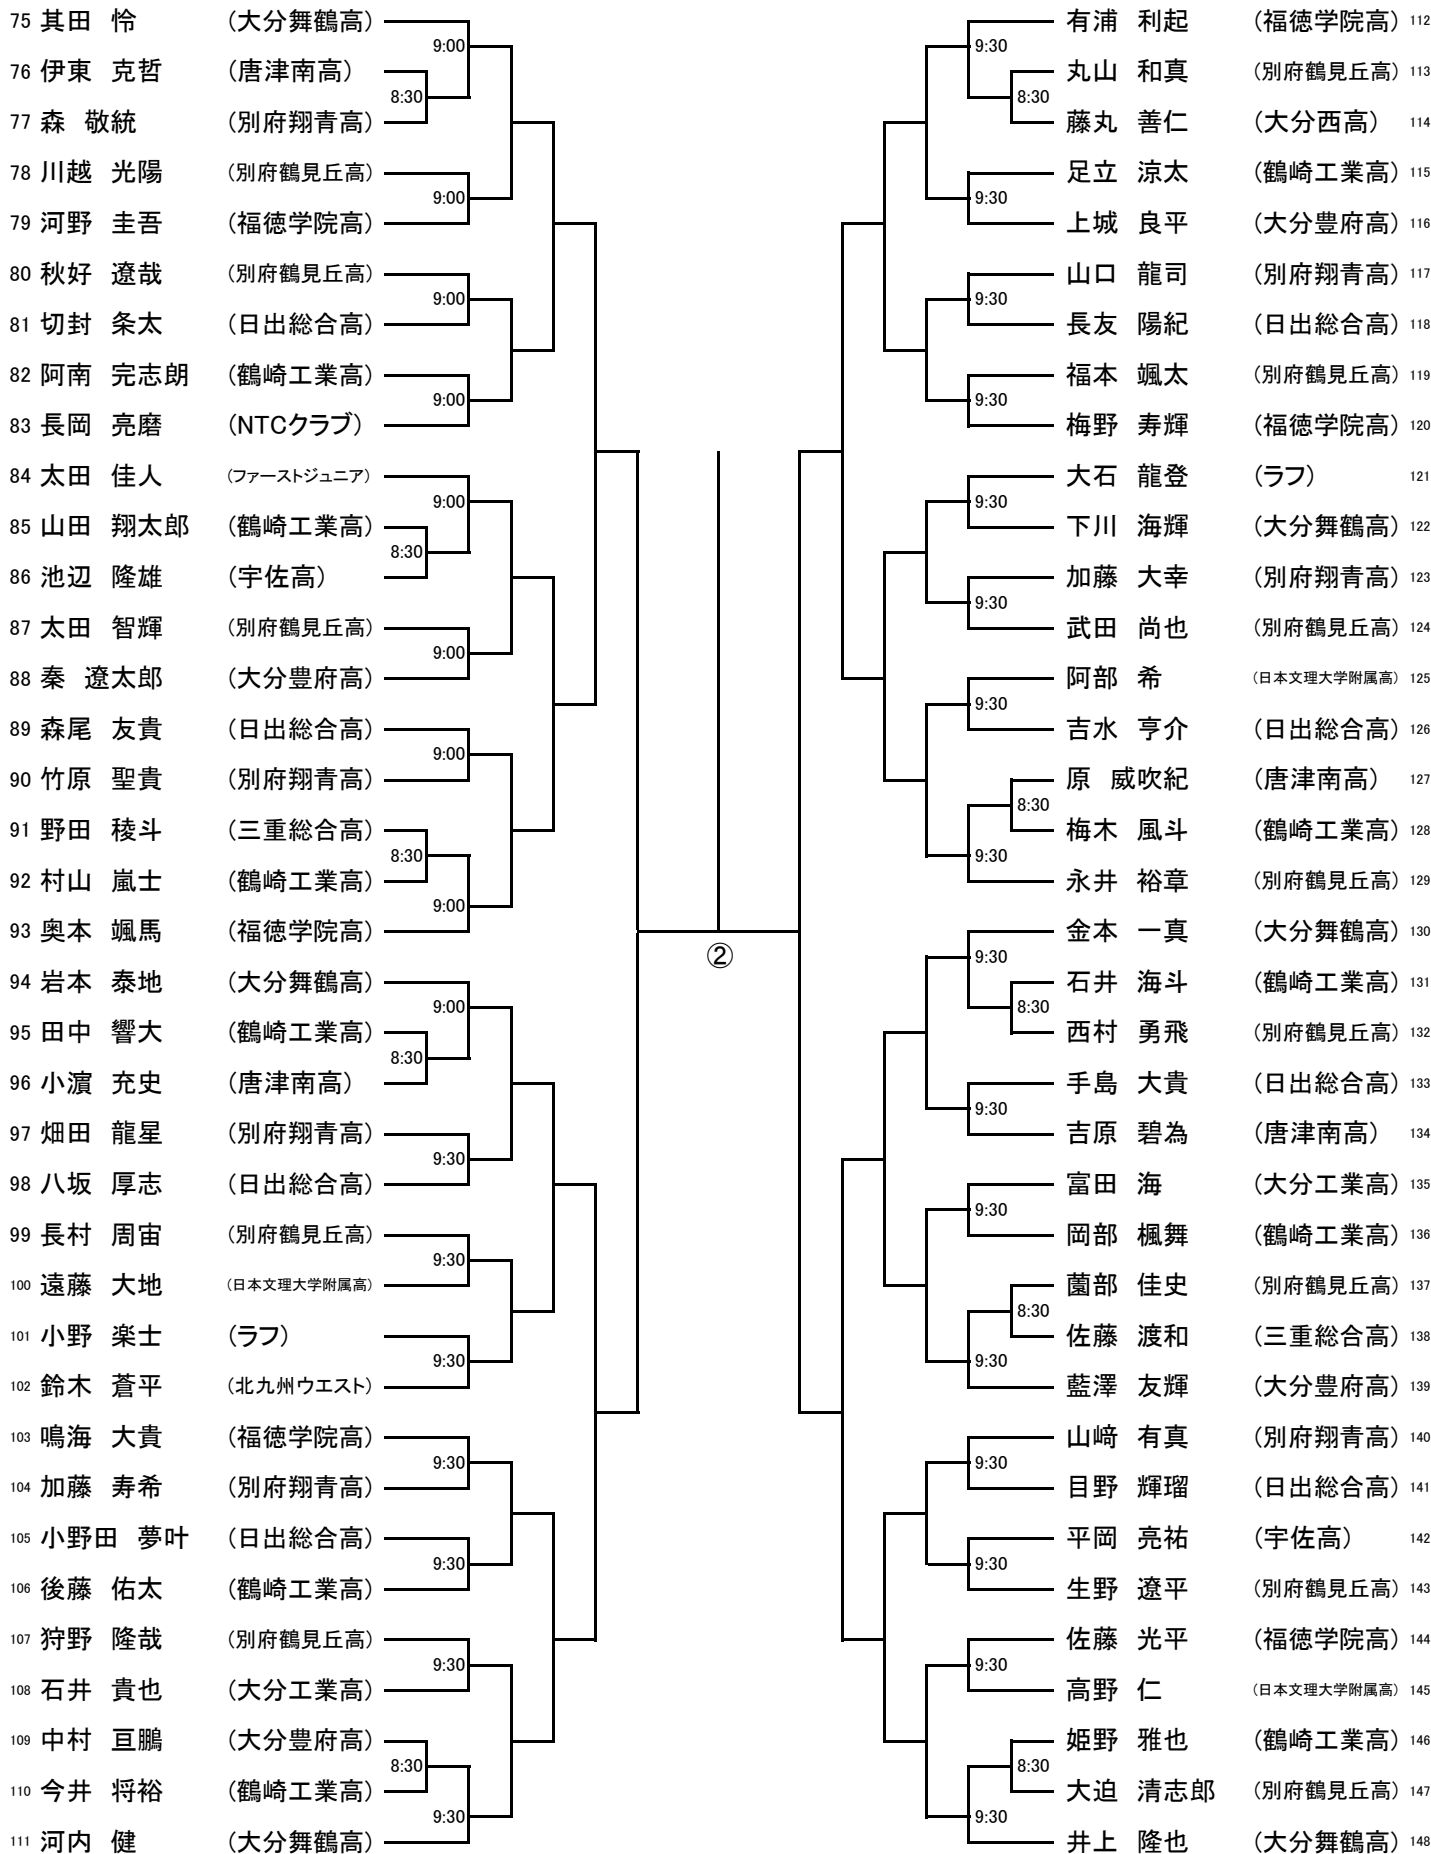 75 其田 怜 (大分舞鶴高)
9:00
76 伊東 克哲 (唐津南高)
8:30
77 森 敬統 (別府翔青高)
78 川越 光陽 (別府鶴見丘高)
9:00
79 河野 圭吾 (福徳学院高)
80 秋好 遼哉 (別府鶴見丘高)
9:00
81 切封 条太 (日出総合高)
82 阿南 完志朗 (鶴崎工業高)
9:00
83 長岡 亮磨 (NTCクラブ)
84 太田 佳人 (ファーストジュニア)
9:00
85 山田 翔太郎 (鶴崎工業高)
8:30
86 池辺 隆雄 (宇佐高)
87 太田 智輝 (別府鶴見丘高)
9:00
88 秦 遼太郎 (大分豊府高)
89 森尾 友貴 (日出総合高)
9:00
90 竹原 聖貴 (別府翔青高)
91 野田 稜斗 (三重総合高)
8:30
92 村山 嵐士 (鶴崎工業高)
9:00
93 奥本 颯馬 (福徳学院高)
94 岩本 泰地 (大分舞鶴高)
9:00
95 田中 響大 (鶴崎工業高)
8:30
96 小濵 充史 (唐津南高)
97 畑田 龍星 (別府翔青高)
9:30
98 八坂 厚志 (日出総合高)
99 長村 周宙 (別府鶴見丘高)
9:30
100 遠藤 大地 (日本文理大学附属高)
101 小野 楽士 (ラフ)
9:30
102 鈴木 蒼平 (北九州ウエスト)
103 鳴海 大貴 (福徳学院高)
9:30
104 加藤 寿希 (別府翔青高)
105 小野田 夢叶 (日出総合高)
9:30
106 後藤 佑太 (鶴崎工業高)
107 狩野 隆哉 (別府鶴見丘高)
9:30
108 石井 貴也 (大分工業高)
109 中村 亘鵬 (大分豊府高)
8:30
110 今井 将裕 (鶴崎工業高)
9:30
111 河内 健 (大分舞鶴高)
②
有浦 利起 (福徳学院高) 112
9:30
丸山 和真 (別府鶴見丘高) 113
8:30
藤丸 善仁 (大分西高) 114
足立 涼太 (鶴崎工業高) 115
9:30
上城 良平 (大分豊府高) 116
山口 龍司 (別府翔青高) 117
9:30
長友 陽紀 (日出総合高) 118
福本 颯太 (別府鶴見丘高) 119
9:30
梅野 寿輝 (福徳学院高) 120
大石 龍登 (ラフ) 121
9:30
下川 海輝 (大分舞鶴高) 122
加藤 大幸 (別府翔青高) 123
9:30
武田 尚也 (別府鶴見丘高) 124
阿部 希 (日本文理大学附属高) 125
9:30
吉水 亨介 (日出総合高) 126
原 威吹紀 (唐津南高) 127
8:30
梅木 風斗 (鶴崎工業高) 128
9:30
永井 裕章 (別府鶴見丘高) 129
金本 一真 (大分舞鶴高) 130
9:30
石井 海斗 (鶴崎工業高) 131
8:30
西村 勇飛 (別府鶴見丘高) 132
手島 大貴 (日出総合高) 133
9:30
吉原 碧為 (唐津南高) 134
富田 海 (大分工業高) 135
9:30
岡部 楓舞 (鶴崎工業高) 136
薗部 佳史 (別府鶴見丘高) 137
8:30
佐藤 渡和 (三重総合高) 138
9:30
藍澤 友輝 (大分豊府高) 139
山﨑 有真 (別府翔青高) 140
9:30
目野 輝瑠 (日出総合高) 141
平岡 亮祐 (宇佐高) 142
9:30
生野 遼平 (別府鶴見丘高) 143
佐藤 光平 (福徳学院高) 144
9:30
高野 仁 (日本文理大学附属高) 145
姫野 雅也 (鶴崎工業高) 146
8:30
大迫 清志郎 (別府鶴見丘高) 147
9:30
井上 隆也 (大分舞鶴高) 148